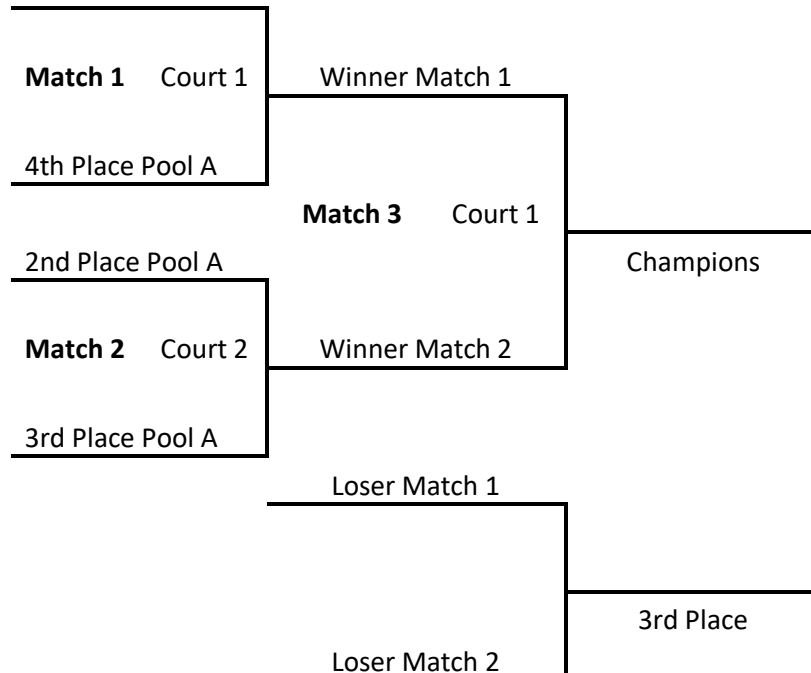 Match 1 Court 1
Winner Match 1
4th Place Pool A
Match 3 Court 1
2nd Place Pool A
Champions
Match 2 Court 2
Winner Match 2
3rd Place Pool A
Loser Match 1
3rd Place
Loser Match 2